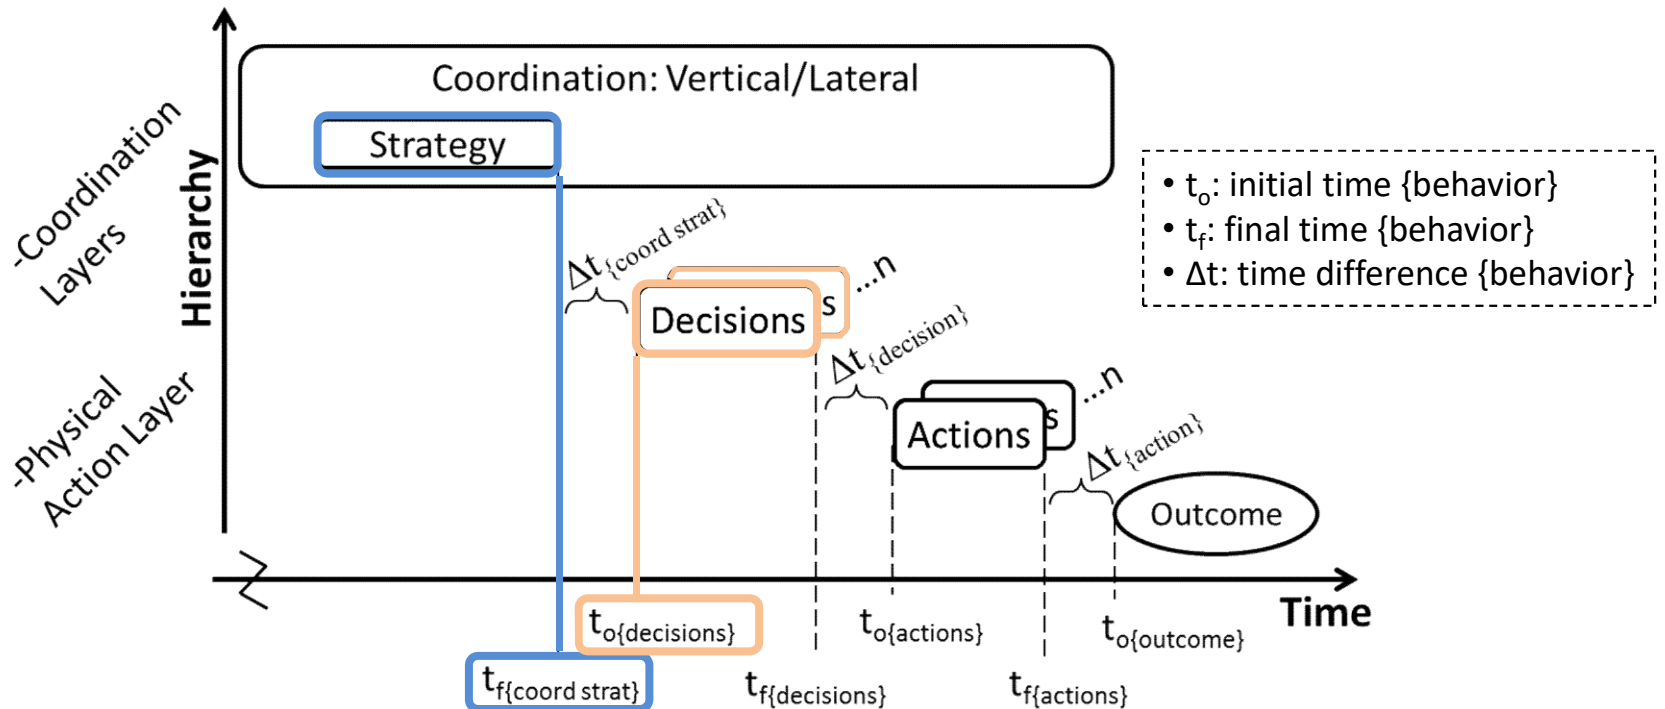 Coordination: Vertical/Lateral
Strategy
-Coordination
Layers
Hierarchy
• to: initial time {behavior}
• tf: final time {behavior}
• Δt: time difference {behavior}
Δt{coord strat}
Decisions
s
...n
Δt{decision}
-Physical
Action Layer
Actions
s
...n
Δt{action}
Outcome
Time
to{decisions}
to{actions}
to{outcome}
tf{coord strat}
tf{decisions}
tf{actions}